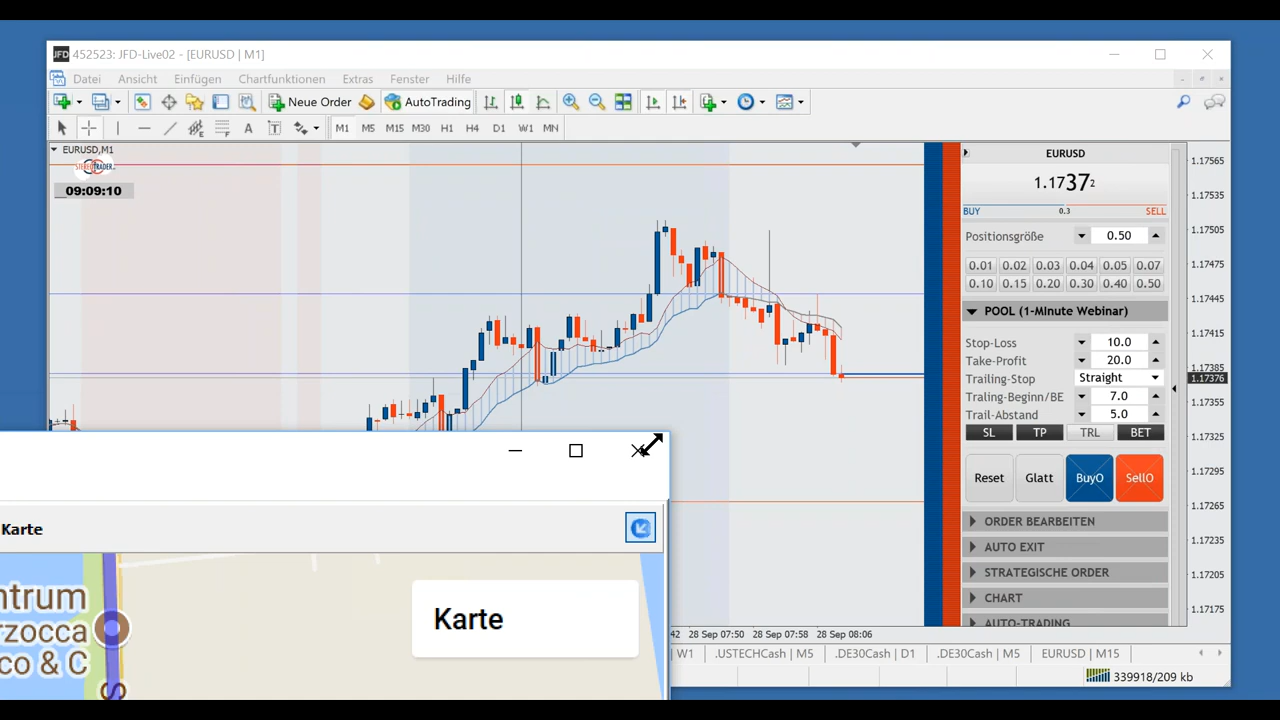 JFD 452523: JFD-Live02 - [EURUSD | M1]
Datei Ansicht Einfügen Chartfunktionen Extras Fenster Hilfe
Neue Order AutoTrading
A T M1 M5 M15 M30 H1 H4 D1 W1 MN
EURUSD,M1
STEREOTRADER
09:09:10
EURUSD
1.17372
BUY 0.3 SELL
Positionsgröße 0.50
0.01 0.02 0.03 0.04 0.05 0.07
0.10 0.15 0.20 0.30 0.40 0.50
POOL (1-Minute Webinar)
Stop-Loss 10.0
Take-Profit 20.0
Trailing-Stop Straight
Traling-Beginn/BE 7.0
Trail-Abstand 5.0
SL TP TRL BET
Reset Glatt BuyO SellO
ORDER BEARBEITEN
AUTO EXIT
STRATEGISCHE ORDER
CHART
AUTO-TRADING
1.17565
1.17535
1.17505
1.17475
1.17445
1.17415
1.17385
1.17376
1.17355
1.17325
1.17295
1.17265
1.17235
1.17205
1.17175
42 28 Sep 07:50 28 Sep 07:58 28 Sep 08:06
W1 .USTECHCash | M5 .DE30Cash | D1 .DE30Cash | M5 EURUSD | M15
339918/209 kb
Karte
Karte
ntrum
rzocca
co & C
S